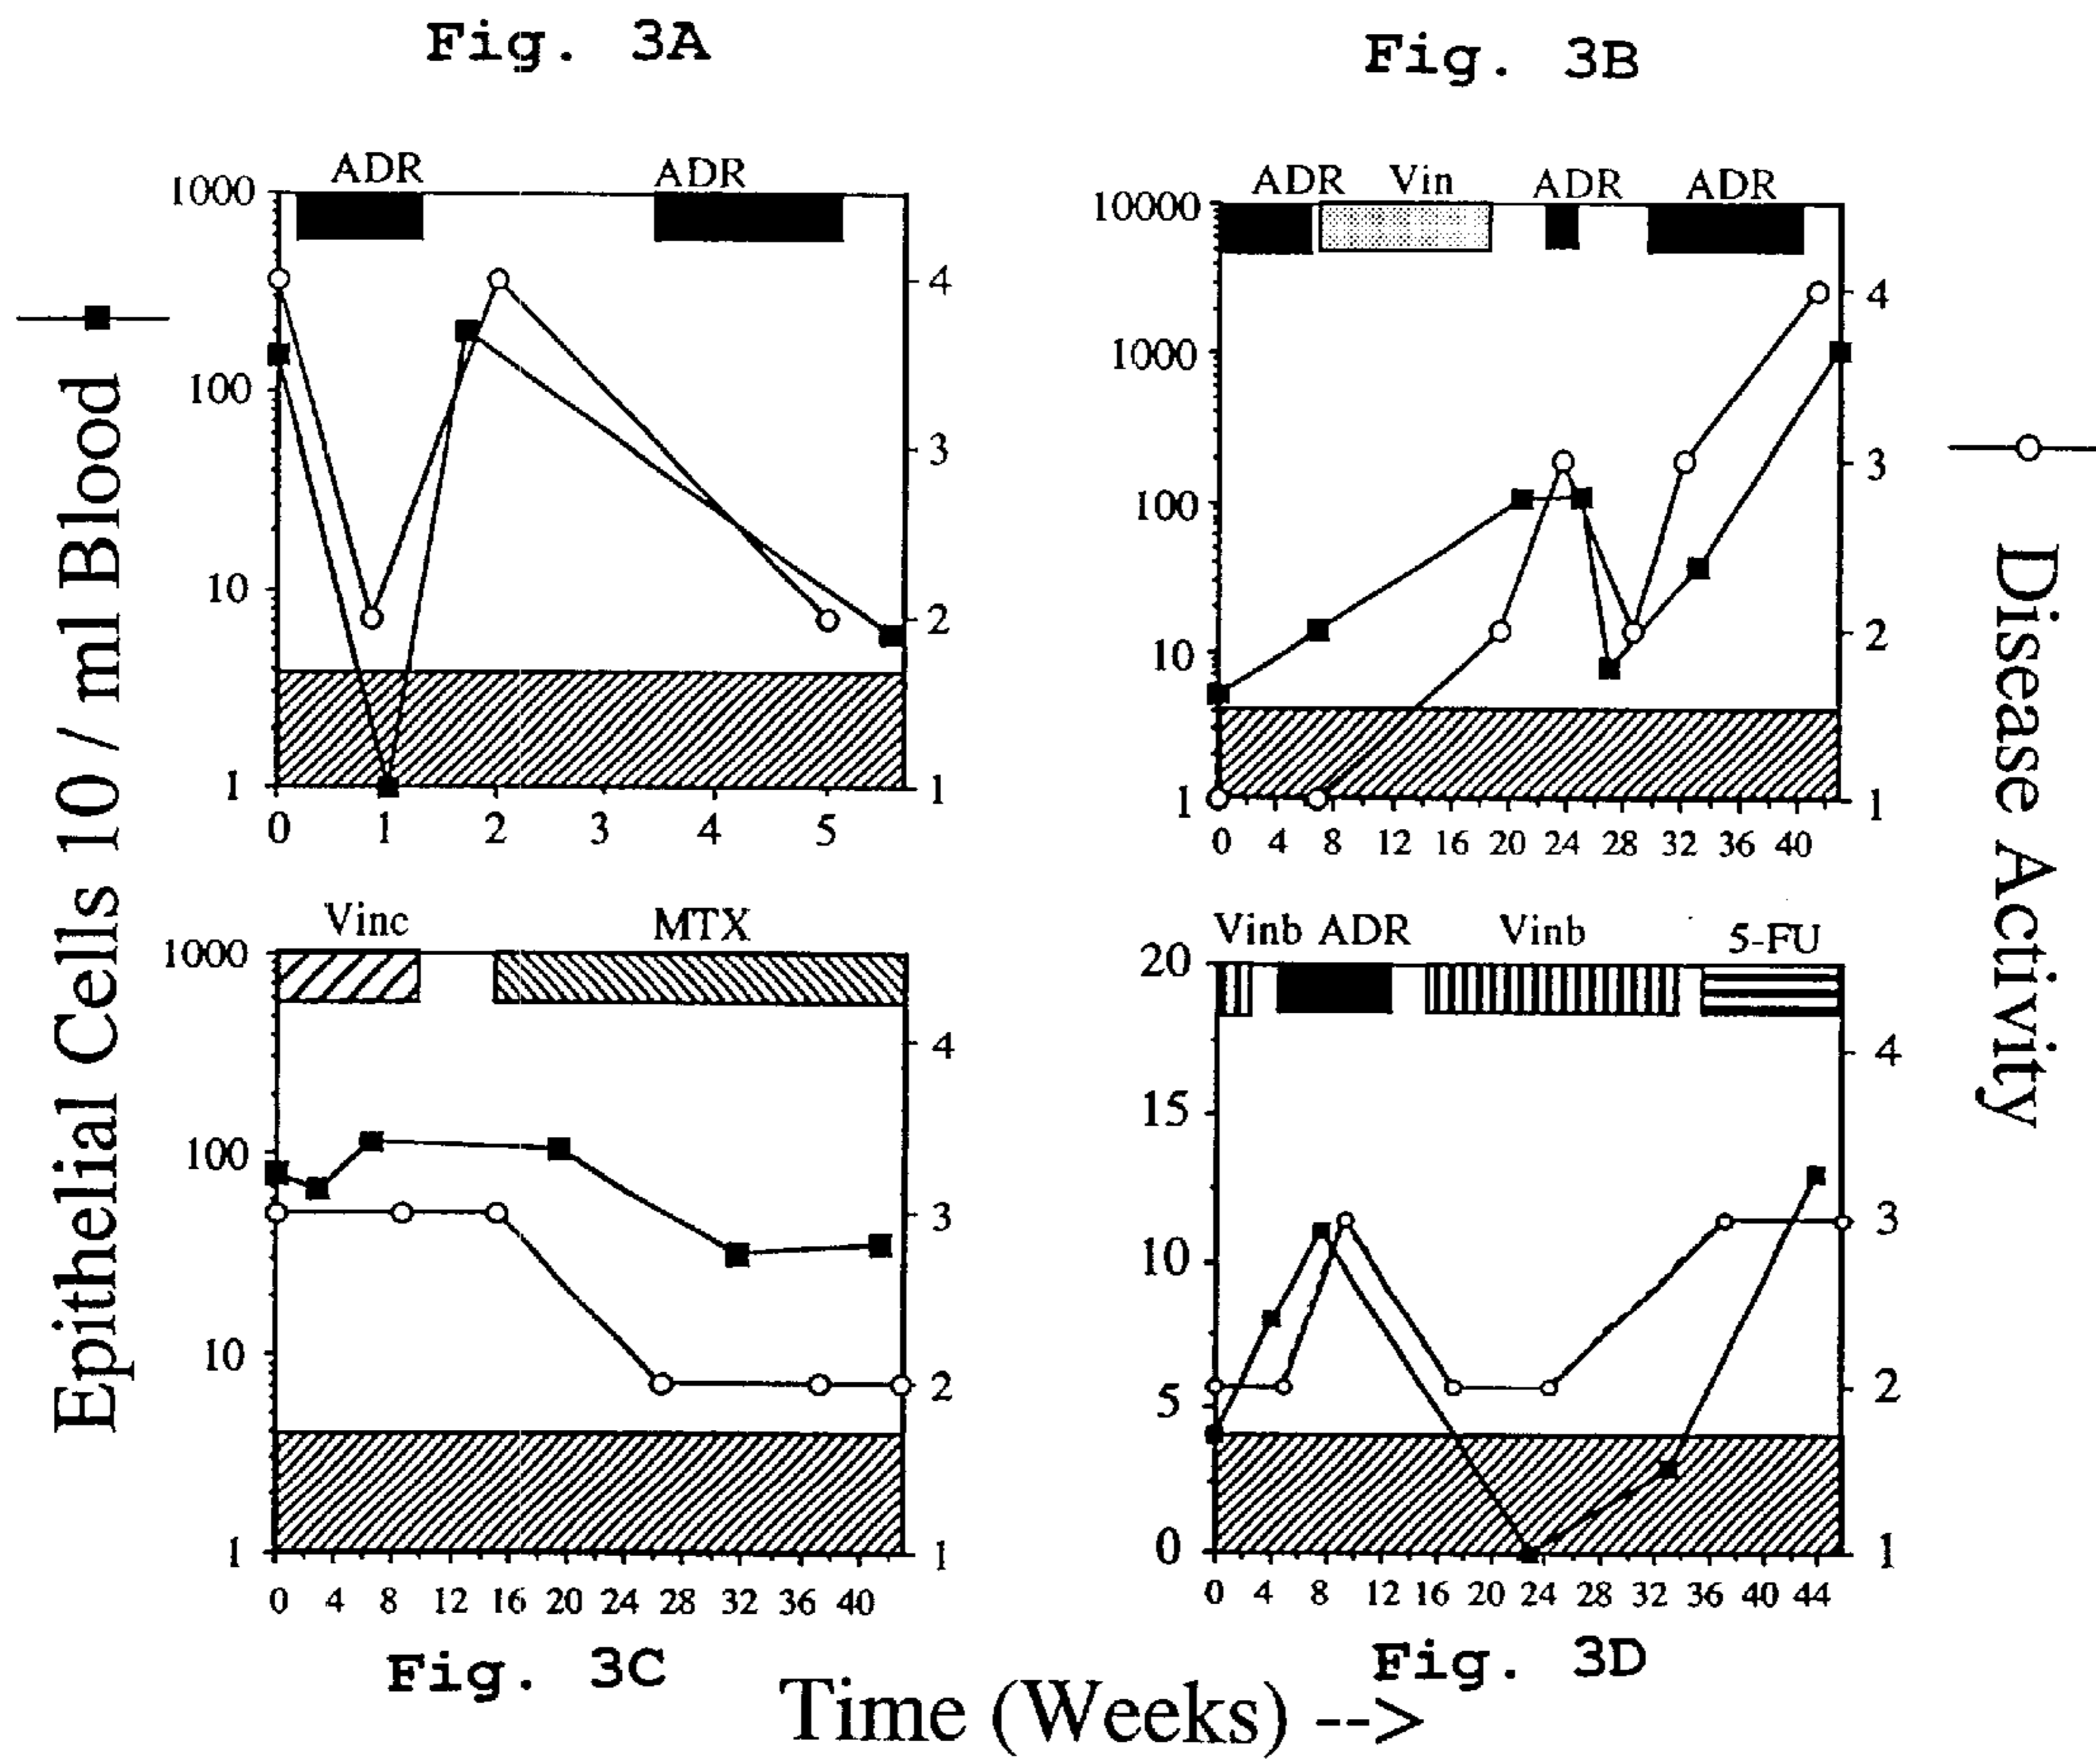 Fig. 3A
Fig. 3B
Epithelial Cells 10 / ml Blood
Disease Activity
ADR ADR
1000
100
10
1
4
3
2
1
0 1 2 3 4 5
ADR Vin ADR ADR
10000
1000
100
10
1
4
3
2
1
0 4 8 12 16 20 24 28 32 36 40
Vinc MTX
1000
100
10
1
4
3
2
1
0 4 8 12 16 20 24 28 32 36 40
Fig. 3C
Vinb ADR Vinb 5-FU
20
15
10
5
0
4
3
2
1
0 4 8 12 16 20 24 28 32 36 40 44
Fig. 3D
Time (Weeks) -->